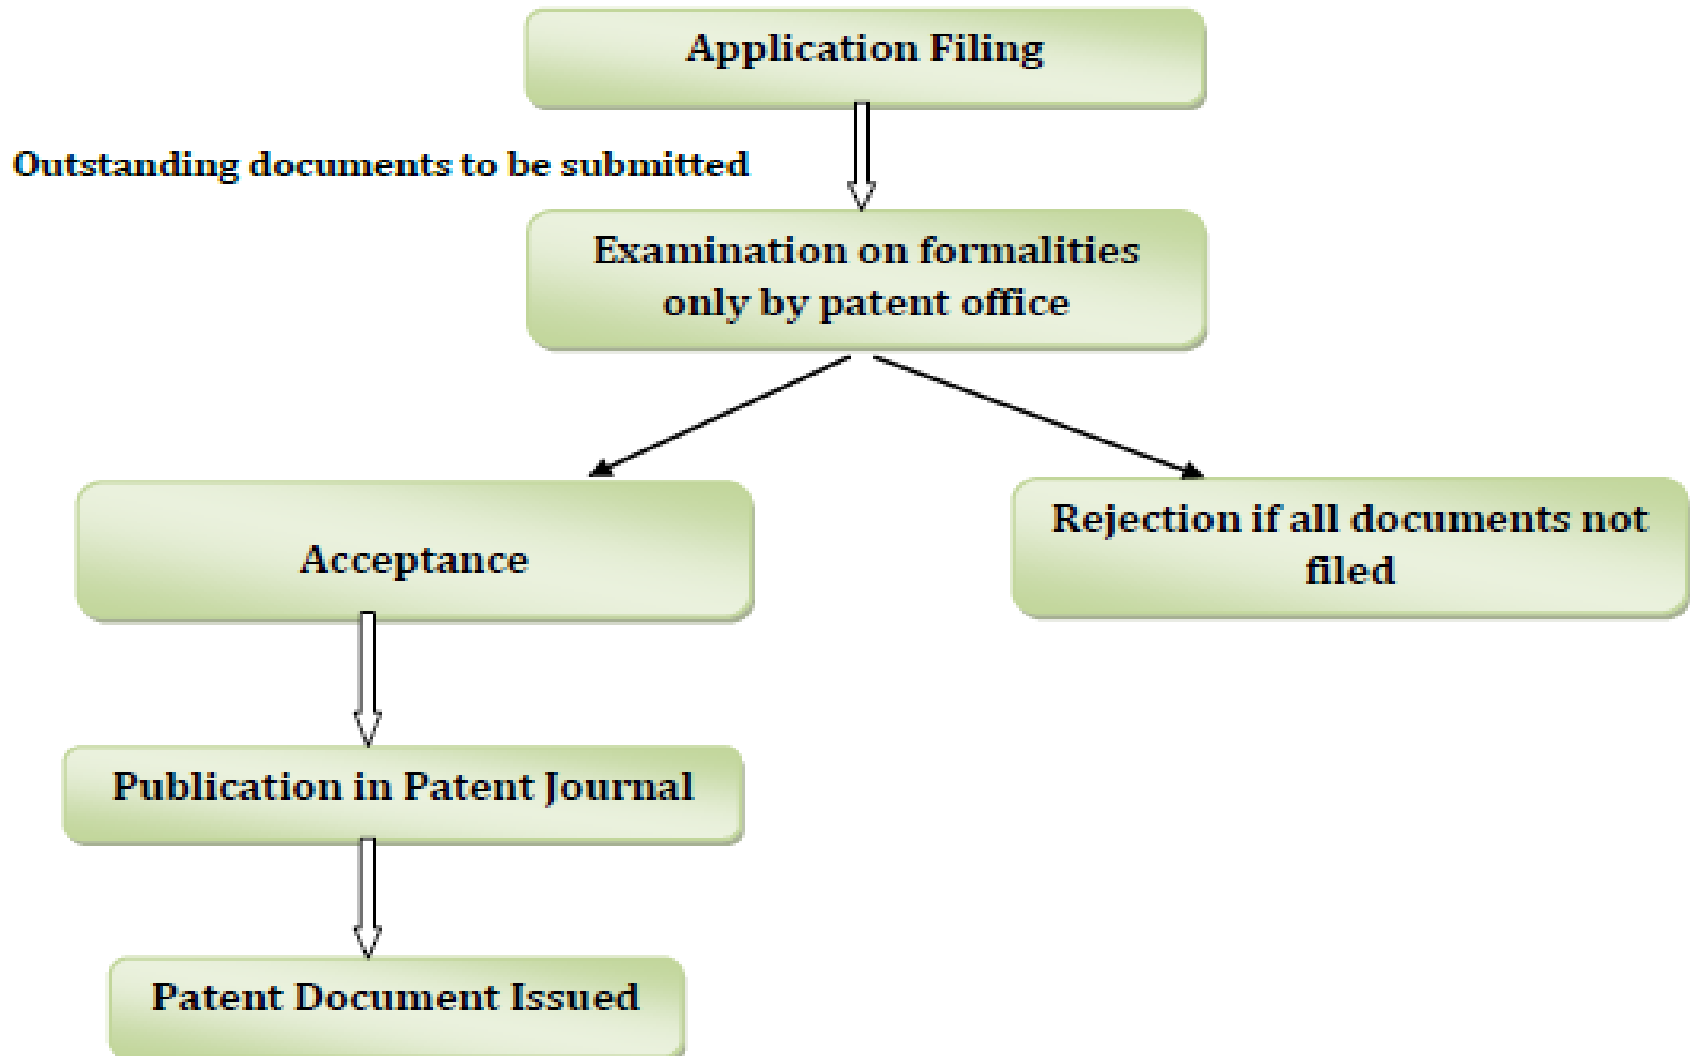 Application Filing
Outstanding documents to be submitted
Examination on formalities
only by patent office
Acceptance
Rejection if all documents not
filed
Publication in Patent Journal
Patent Document Issued